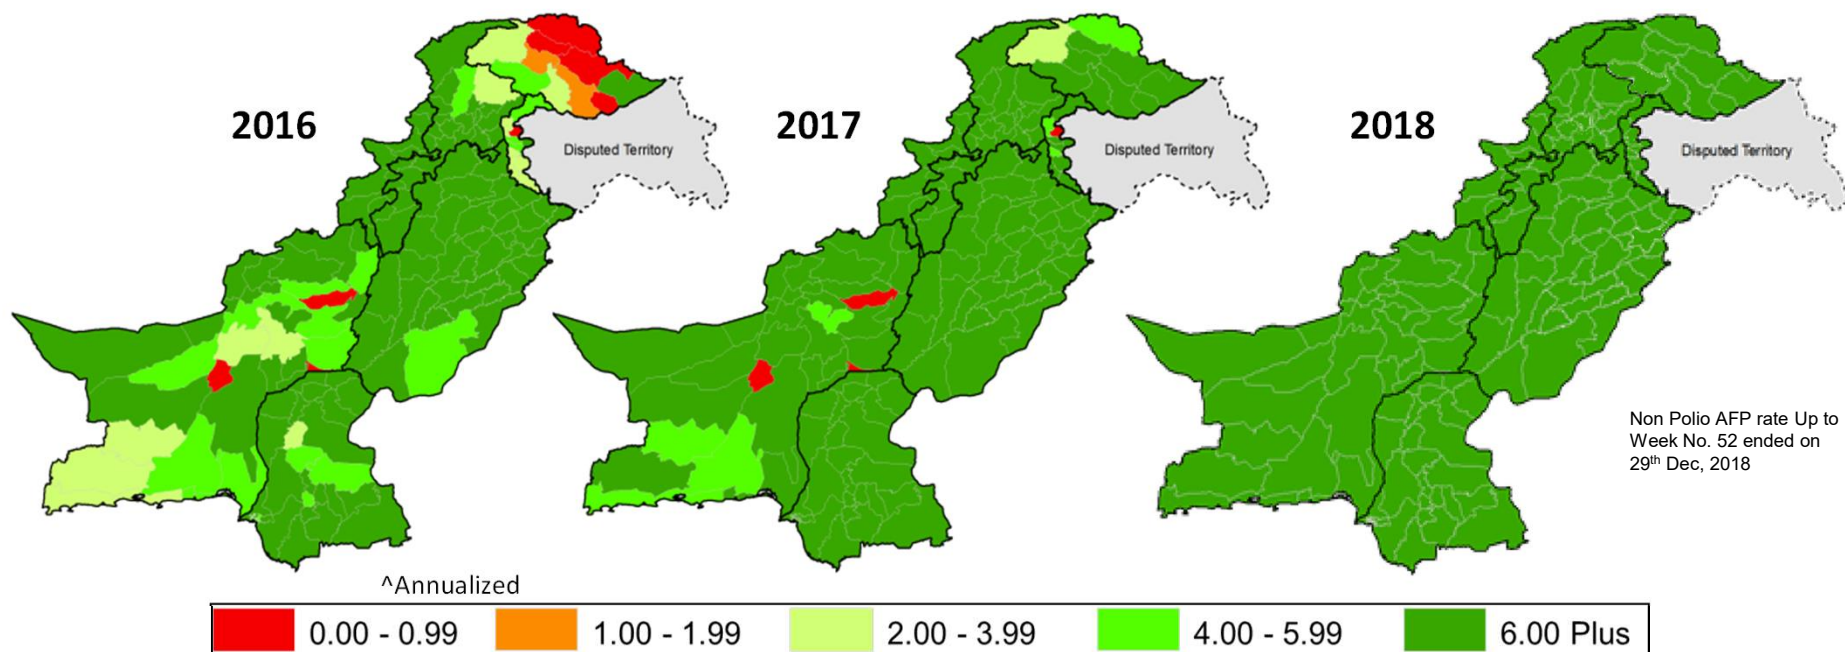 2016
Disputed Territory
2017
Disputed Territory
2018
Disputed Territory
Non Polio AFP rate Up to
Week No. 52 ended on
29th Dec, 2018
^Annualized
0.00 - 0.99
1.00 - 1.99
2.00 - 3.99
4.00 - 5.99
6.00 Plus